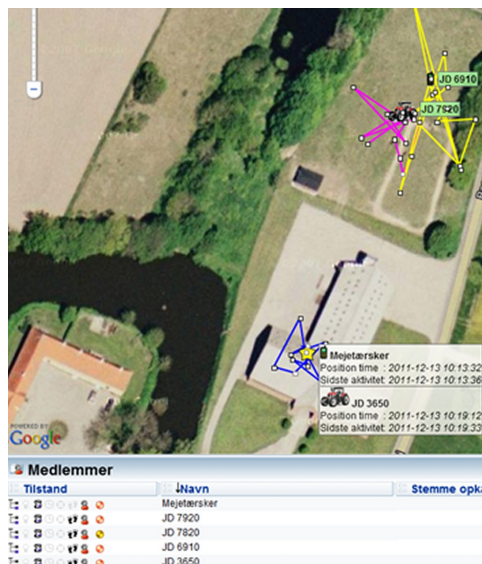 JD 6910
JD 7820
Mejetærsker
Position time : 2011-12-13 10:13:32
Sidste aktivitet: 2011-12-13 10:13:36
JD 3650
Position time : 2011-12-13 10:19:12
Sidste aktivitet: 2011-12-13 10:19:33
POWERED BY
Google
Medlemmer
Tilstand Navn Stemme opk
Mejetærsker
JD 7920
JD 7820
JD 6910
JD 3650